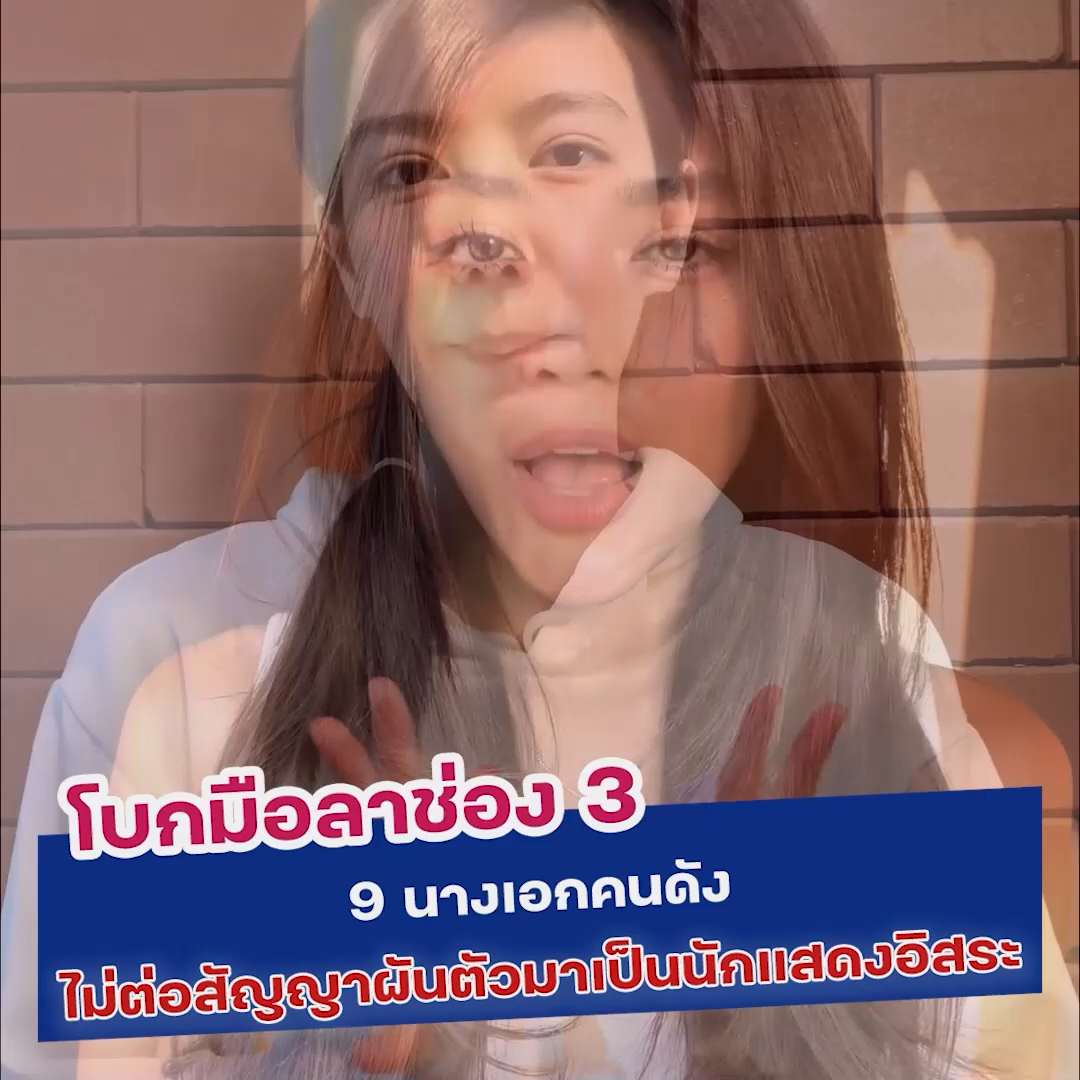 โบกมือลาช่อง 3
9 นางเอกคนดัง
ไม่ต่อสัญญาผันตัวมาเป็นนักแสดงอิสระ